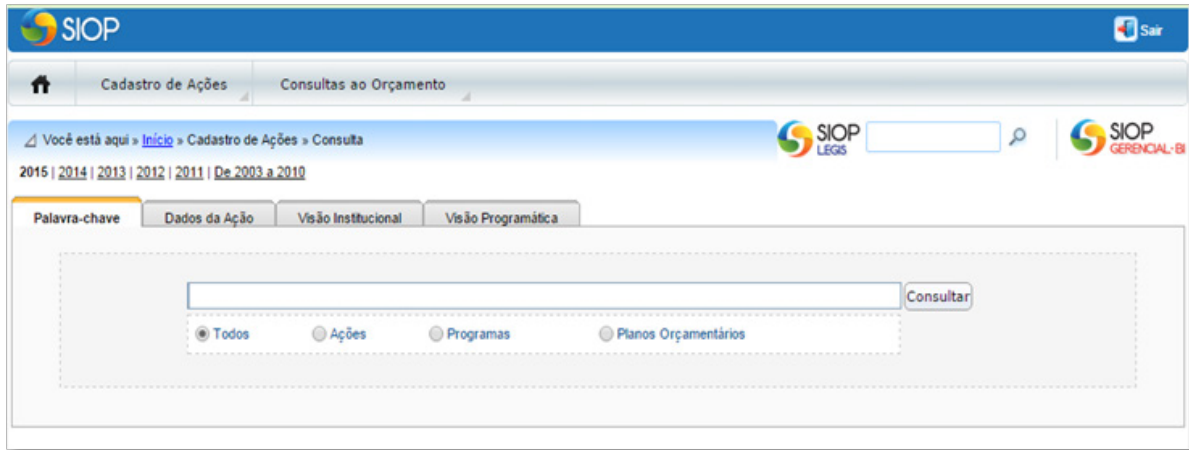 SIOP
Sair
Cadastro de Ações Consultas ao Orçamento
Você está aqui » Início » Cadastro de Ações » Consulta
SIOP LEGIS
SIOP GERENCIAL-BI
2015 | 2014 | 2013 | 2012 | 2011 | De 2003 a 2010
Palavra-chave Dados da Ação Visão Institucional Visão Programática
Consultar
Todos Ações Programas Planos Orçamentários